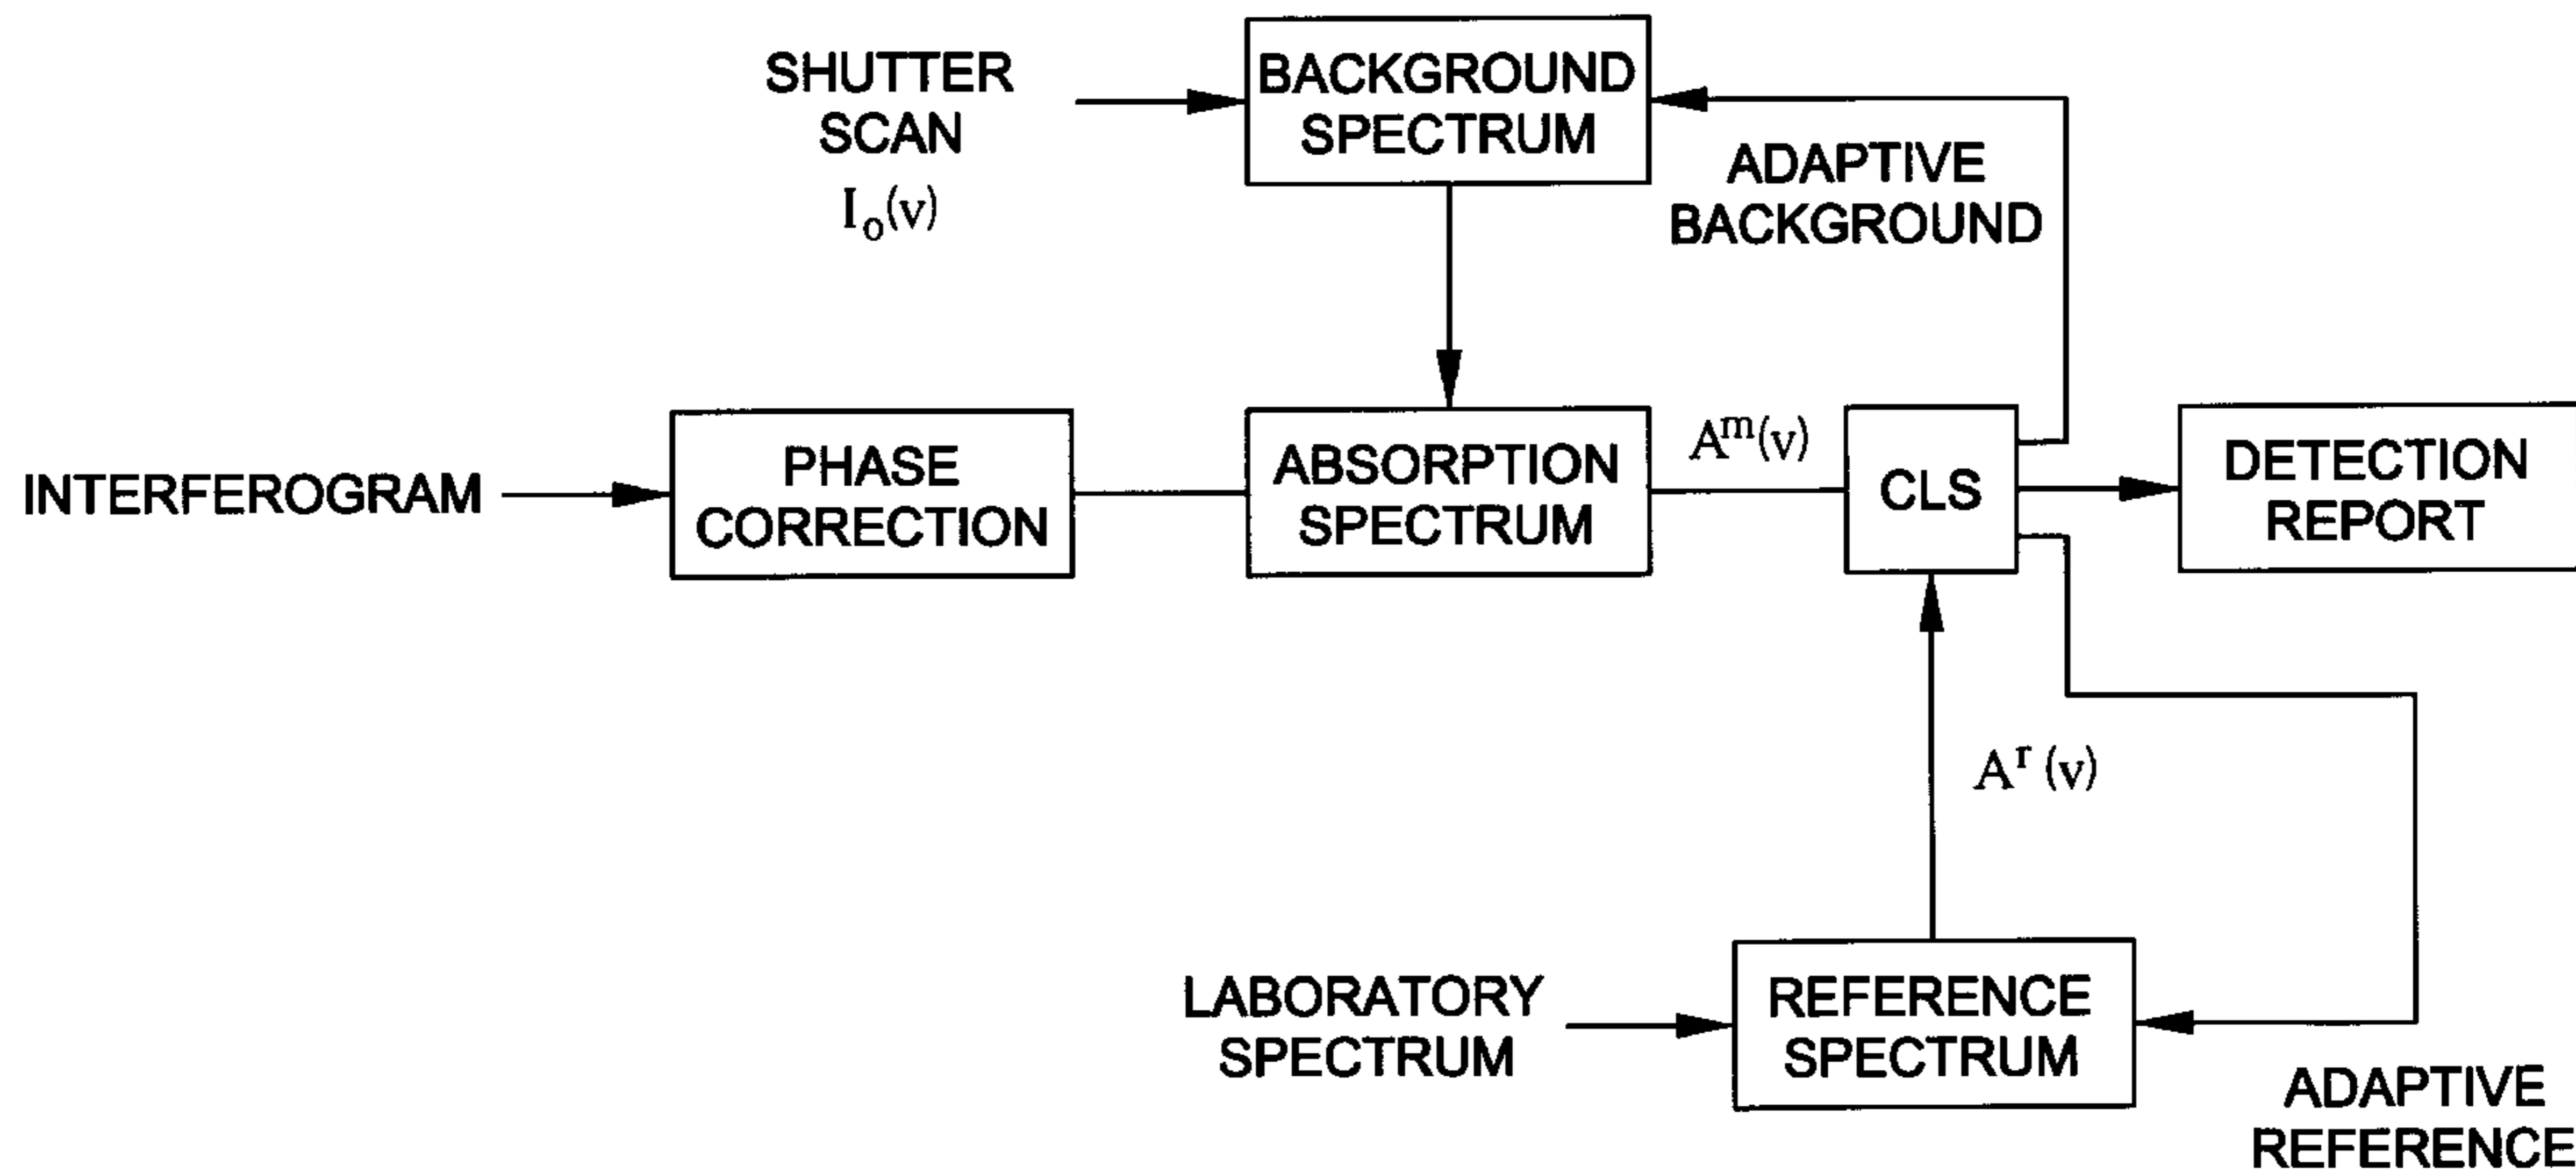 SHUTTER
SCAN
I₀(v)
BACKGROUND
SPECTRUM
ADAPTIVE
BACKGROUND
INTERFEROGRAM
PHASE
CORRECTION
ABSORPTION
SPECTRUM
Aᵐ(v)
CLS
DETECTION
REPORT
Aʳ (v)
LABORATORY
SPECTRUM
REFERENCE
SPECTRUM
ADAPTIVE
REFERENCE